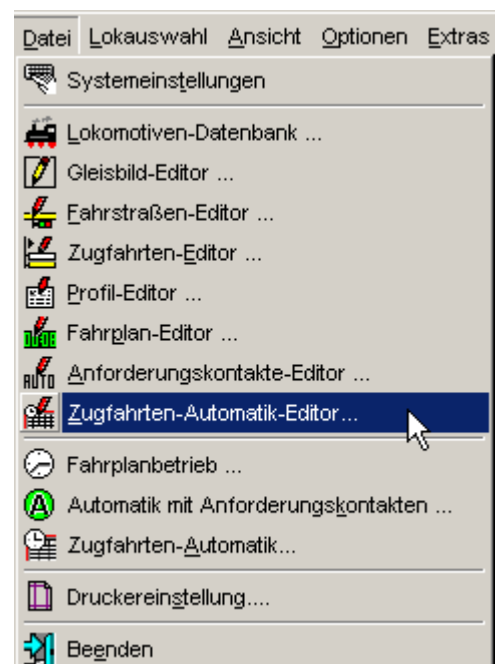 Datei Lokauswahl Ansicht Optionen Extras
Systemeinstellungen
Lokomotiven-Datenbank ...
Gleisbild-Editor ...
Fahrstraßen-Editor ...
Zugfahrten-Editor ...
Profil-Editor ...
Fahrplan-Editor ...
AUTO Anforderungskontakte-Editor ...
Zugfahrten-Automatik-Editor...
Fahrplanbetrieb ...
A Automatik mit Anforderungskontakten ...
Zugfahrten-Automatik...
Druckereinstellung....
Beenden